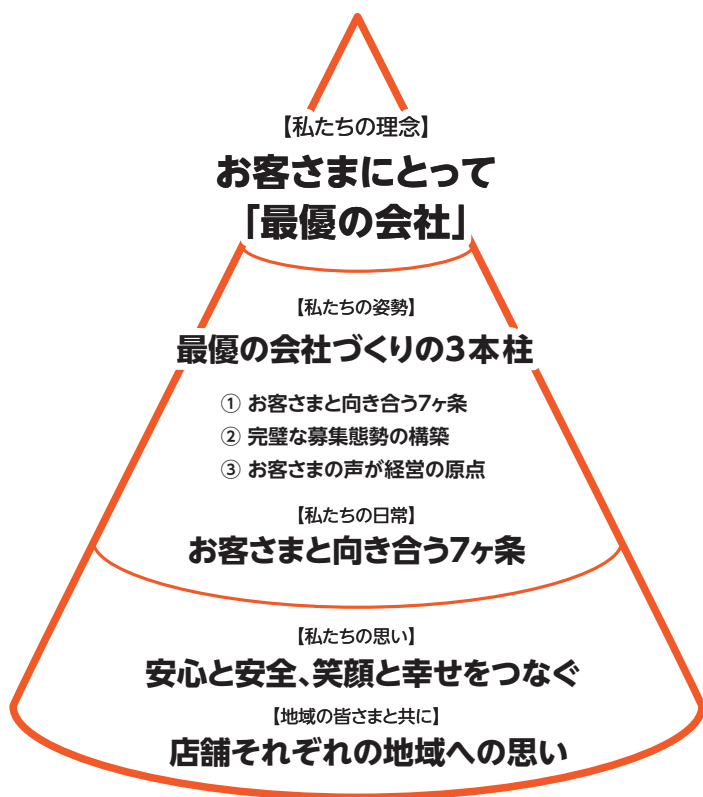 【私たちの理念】
お客さまにとって
「最優の会社」
【私たちの姿勢】
最優の会社づくりの3本柱
① お客さまと向き合う7ヶ条
② 完璧な募集態勢の構築
③ お客さまの声が経営の原点
【私たちの日常】
お客さまと向き合う7ヶ条
【私たちの思い】
安心と安全、笑顔と幸せをつなぐ
【地域の皆さまと共に】
店舗それぞれの地域への思い